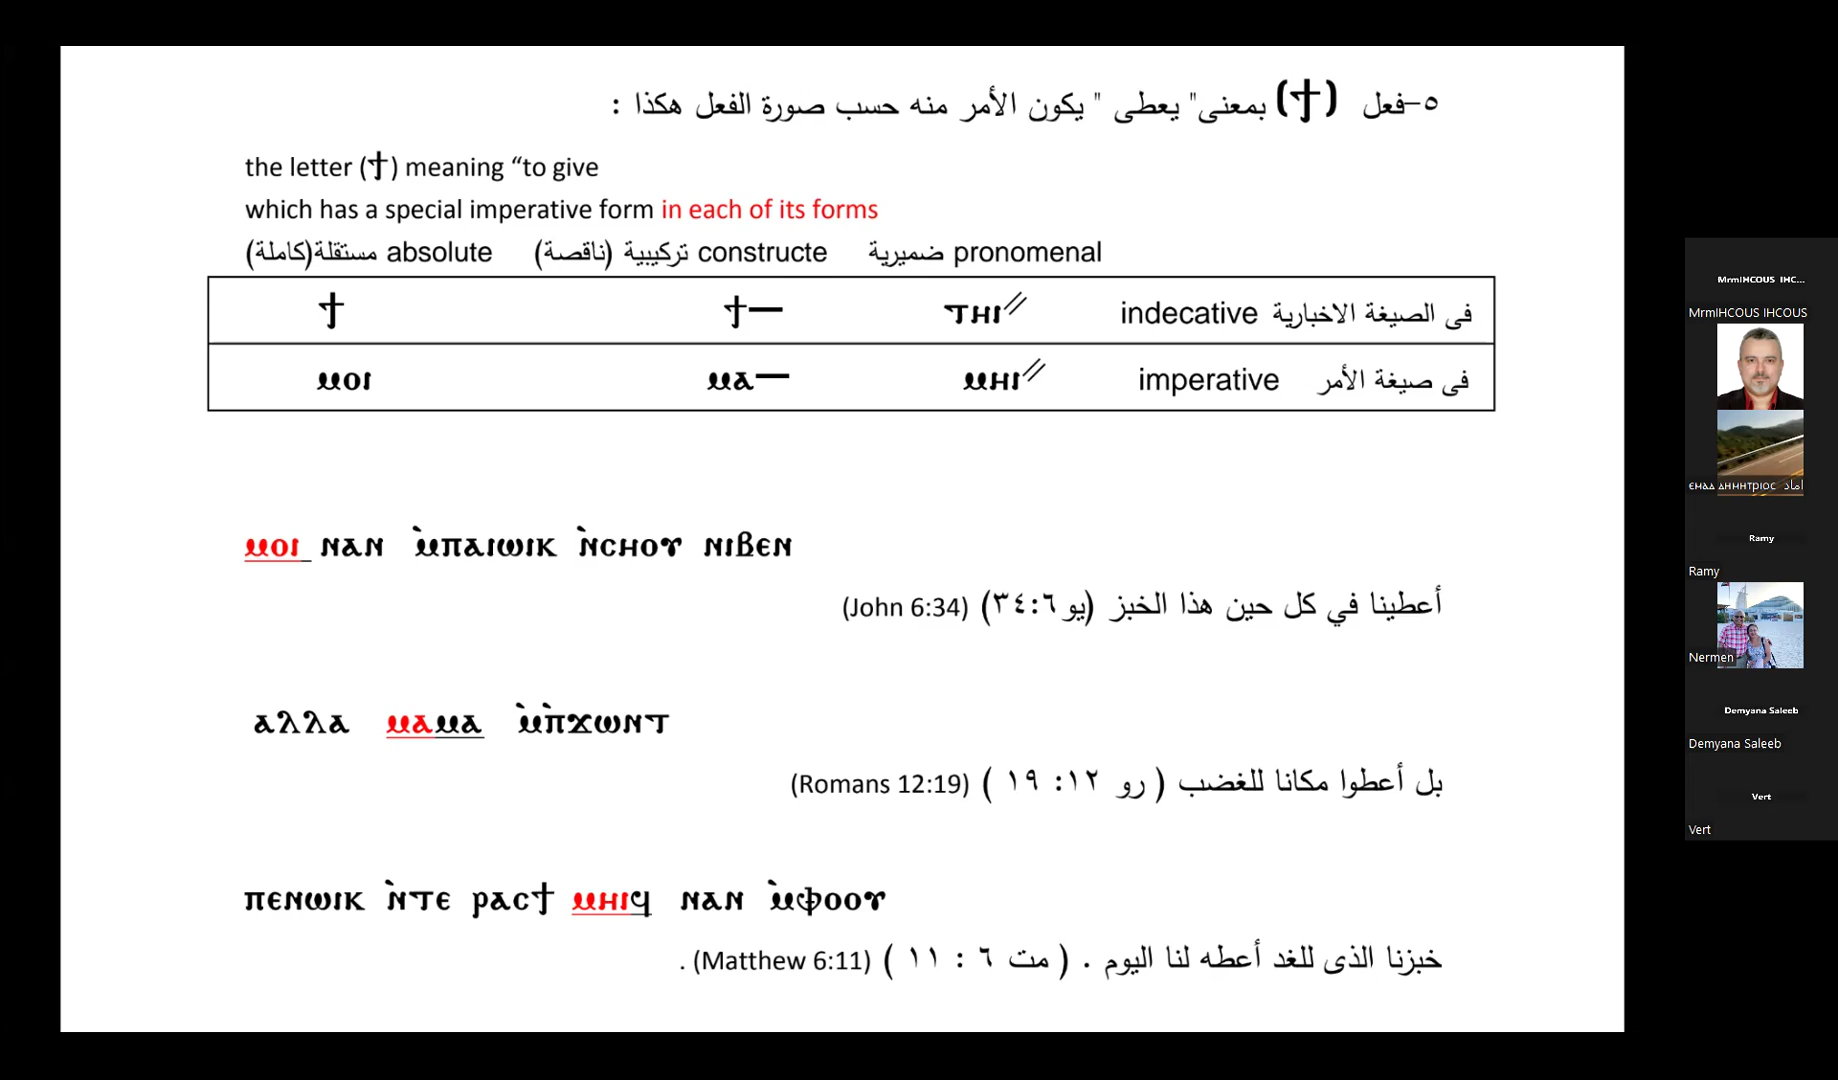 ٥-فعل (ϯ) بمعنى" يعطى " يكون الأمر منه حسب صورة الفعل هكذا :
the letter (ϯ) meaning “to give
which has a special imperative form in each of its forms
مستقلة(كاملة) absolute تركيبية (ناقصة) constructe ضميرية pronomenal
ϯ ϯ— ⲧⲏⲓ// indecative فى الصيغة الاخبارية
ⲙⲟⲓ ⲙⲁ— ⲙⲏⲓ// imperative فى صيغة الأمر
ⲙⲟⲓ ⲛⲁⲛ ⲙ̀ⲡⲁⲓⲱⲓⲕ ⲛ̀ⲥⲏⲟⲩ ⲛⲓⲃⲉⲛ
أعطينا في كل حين هذا الخبز (يو٣٤:٦) (John 6:34)
ⲁⲗⲗⲁ ⲙⲁⲙⲁ ⲙ̀ⲡ̀ϫⲱⲛⲧ
بل أعطوا مكانا للغضب ( رو ١٢: ١٩ ) (Romans 12:19)
ⲡⲉⲛⲱⲓⲕ ⲛ̀ⲧⲉ ⲣⲁⲥϯ ⲙⲏⲓϥ ⲛⲁⲛ ⲙ̀ⲫⲟⲟⲩ
خبزنا الذى للغد أعطه لنا اليوم . ( مت ٦ : ١١ ) (Matthew 6:11) .
MrmIHCOUS IHC...
MrmIHCOUS IHCOUS
Ramy
Ramy
Nermen
Demyana Saleeb
Demyana Saleeb
Vert
Vert